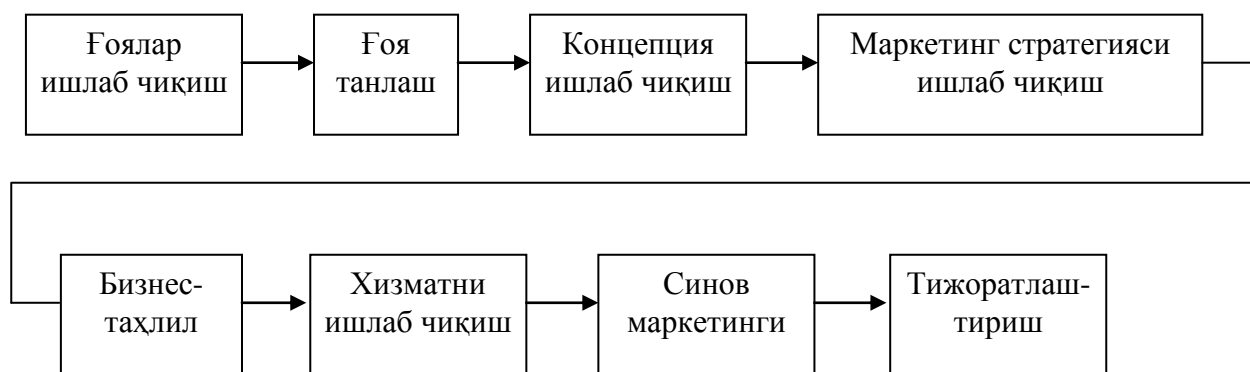 Ғоялар
ишлаб чиқиш
Ғоя
танлаш
Концепция
ишлаб чиқиш
Маркетинг стратегияси
ишлаб чиқиш
Бизнес-
таҳлил
Хизматни
ишлаб чиқиш
Синов
маркетинги
Тижоратлаш-
тириш